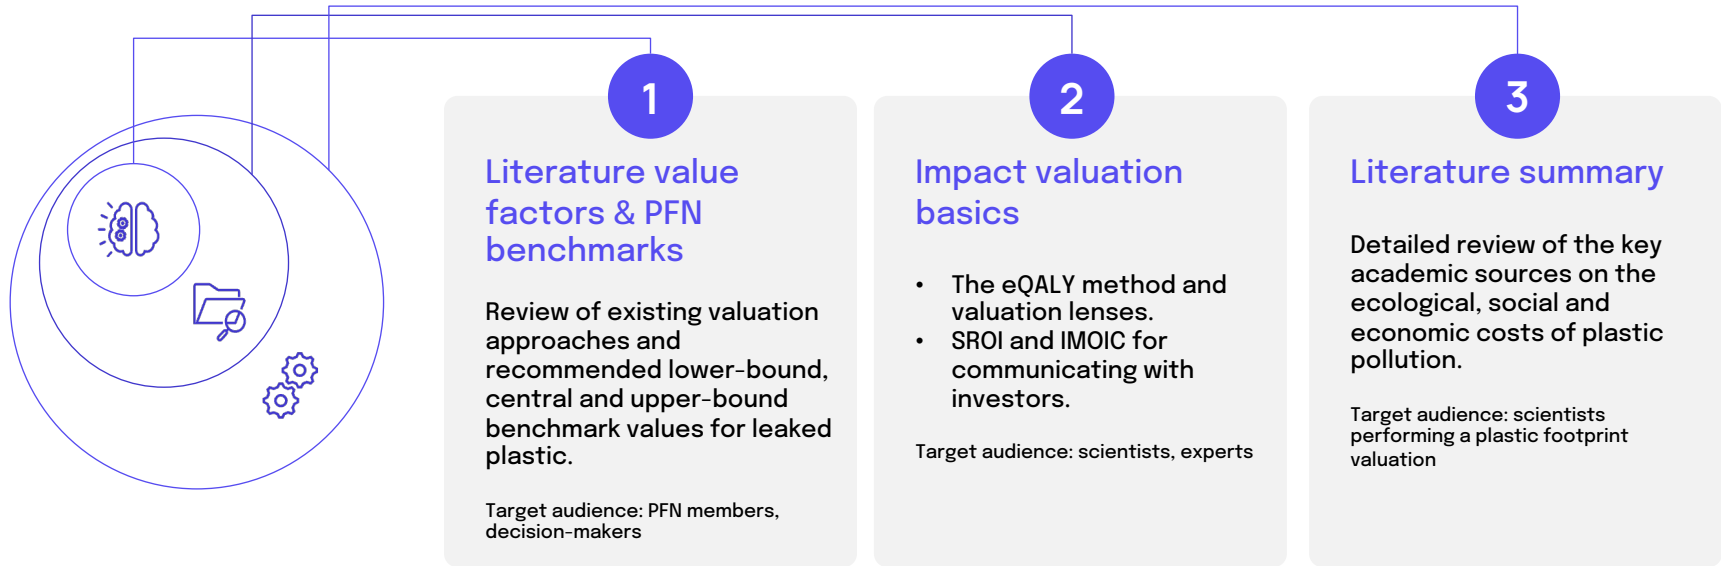 1
Literature value
factors & PFN
benchmarks
Review of existing valuation
approaches and
recommended lower-bound,
central and upper-bound
benchmark values for leaked
plastic.
Target audience: PFN members,
decision-makers
2
Impact valuation
basics
• The eQALY method and
valuation lenses.
• SROI and IMOIC for
communicating with
investors.
Target audience: scientists, experts
3
Literature summary
Detailed review of the key
academic sources on the
ecological, social and
economic costs of plastic
pollution.
Target audience: scientists
performing a plastic footprint
valuation